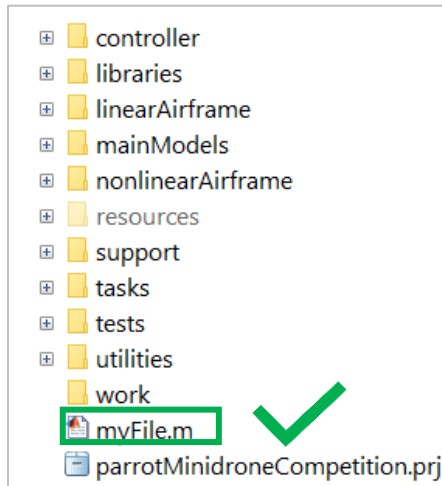 controller
libraries
linearAirframe
mainModels
nonlinearAirframe
resources
support
tasks
tests
utilities
work
myFile.m
parrotMinidroneCompetition.prj